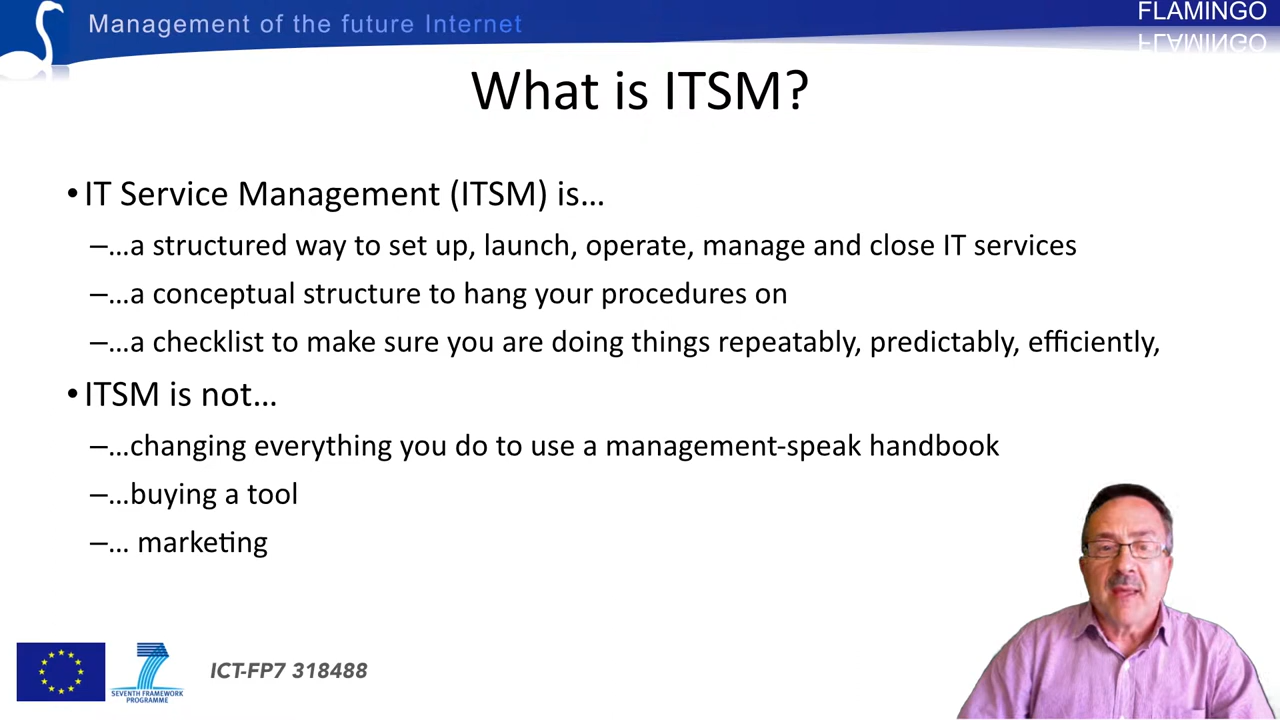 Management of the future Internet
FLAMINGO
What is ITSM?
• IT Service Management (ITSM) is…
–…a structured way to set up, launch, operate, manage and close IT services
–…a conceptual structure to hang your procedures on
–…a checklist to make sure you are doing things repeatably, predictably, efficiently,
• ITSM is not…
–…changing everything you do to use a management-speak handbook
–…buying a tool
–… marketing
SEVENTH FRAMEWORK
PROGRAMME
ICT-FP7 318488